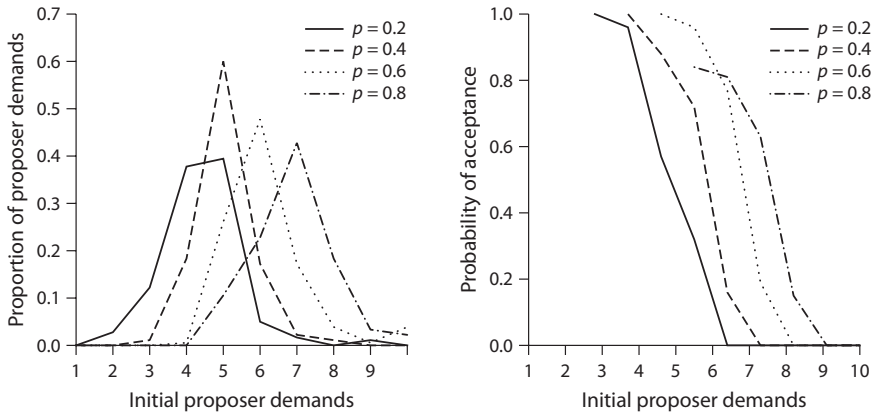 Proportion of proposer demands
0.7
0.6
0.5
0.4
0.3
0.2
0.1
0.0
p = 0.2
p = 0.4
p = 0.6
p = 0.8
1 2 3 4 5 6 7 8 9
Initial proposer demands
Probability of acceptance
1.0
0.8
0.6
0.4
0.2
0.0
p = 0.2
p = 0.4
p = 0.6
p = 0.8
1 2 3 4 5 6 7 8 9 10
Initial proposer demands